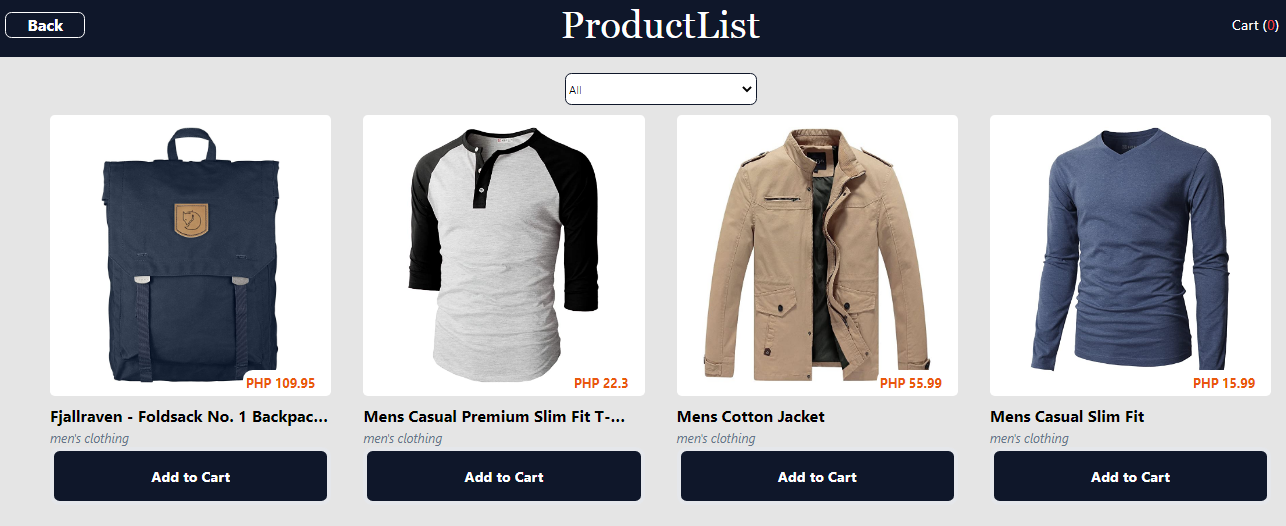 Back
ProductList
Cart (0)
All
PHP 109.95
PHP 22.3
PHP 55.99
PHP 15.99
Fjallraven - Foldsack No. 1 Backpac...
Mens Casual Premium Slim Fit T-...
Mens Cotton Jacket
Mens Casual Slim Fit
men's clothing
men's clothing
men's clothing
men's clothing
Add to Cart
Add to Cart
Add to Cart
Add to Cart